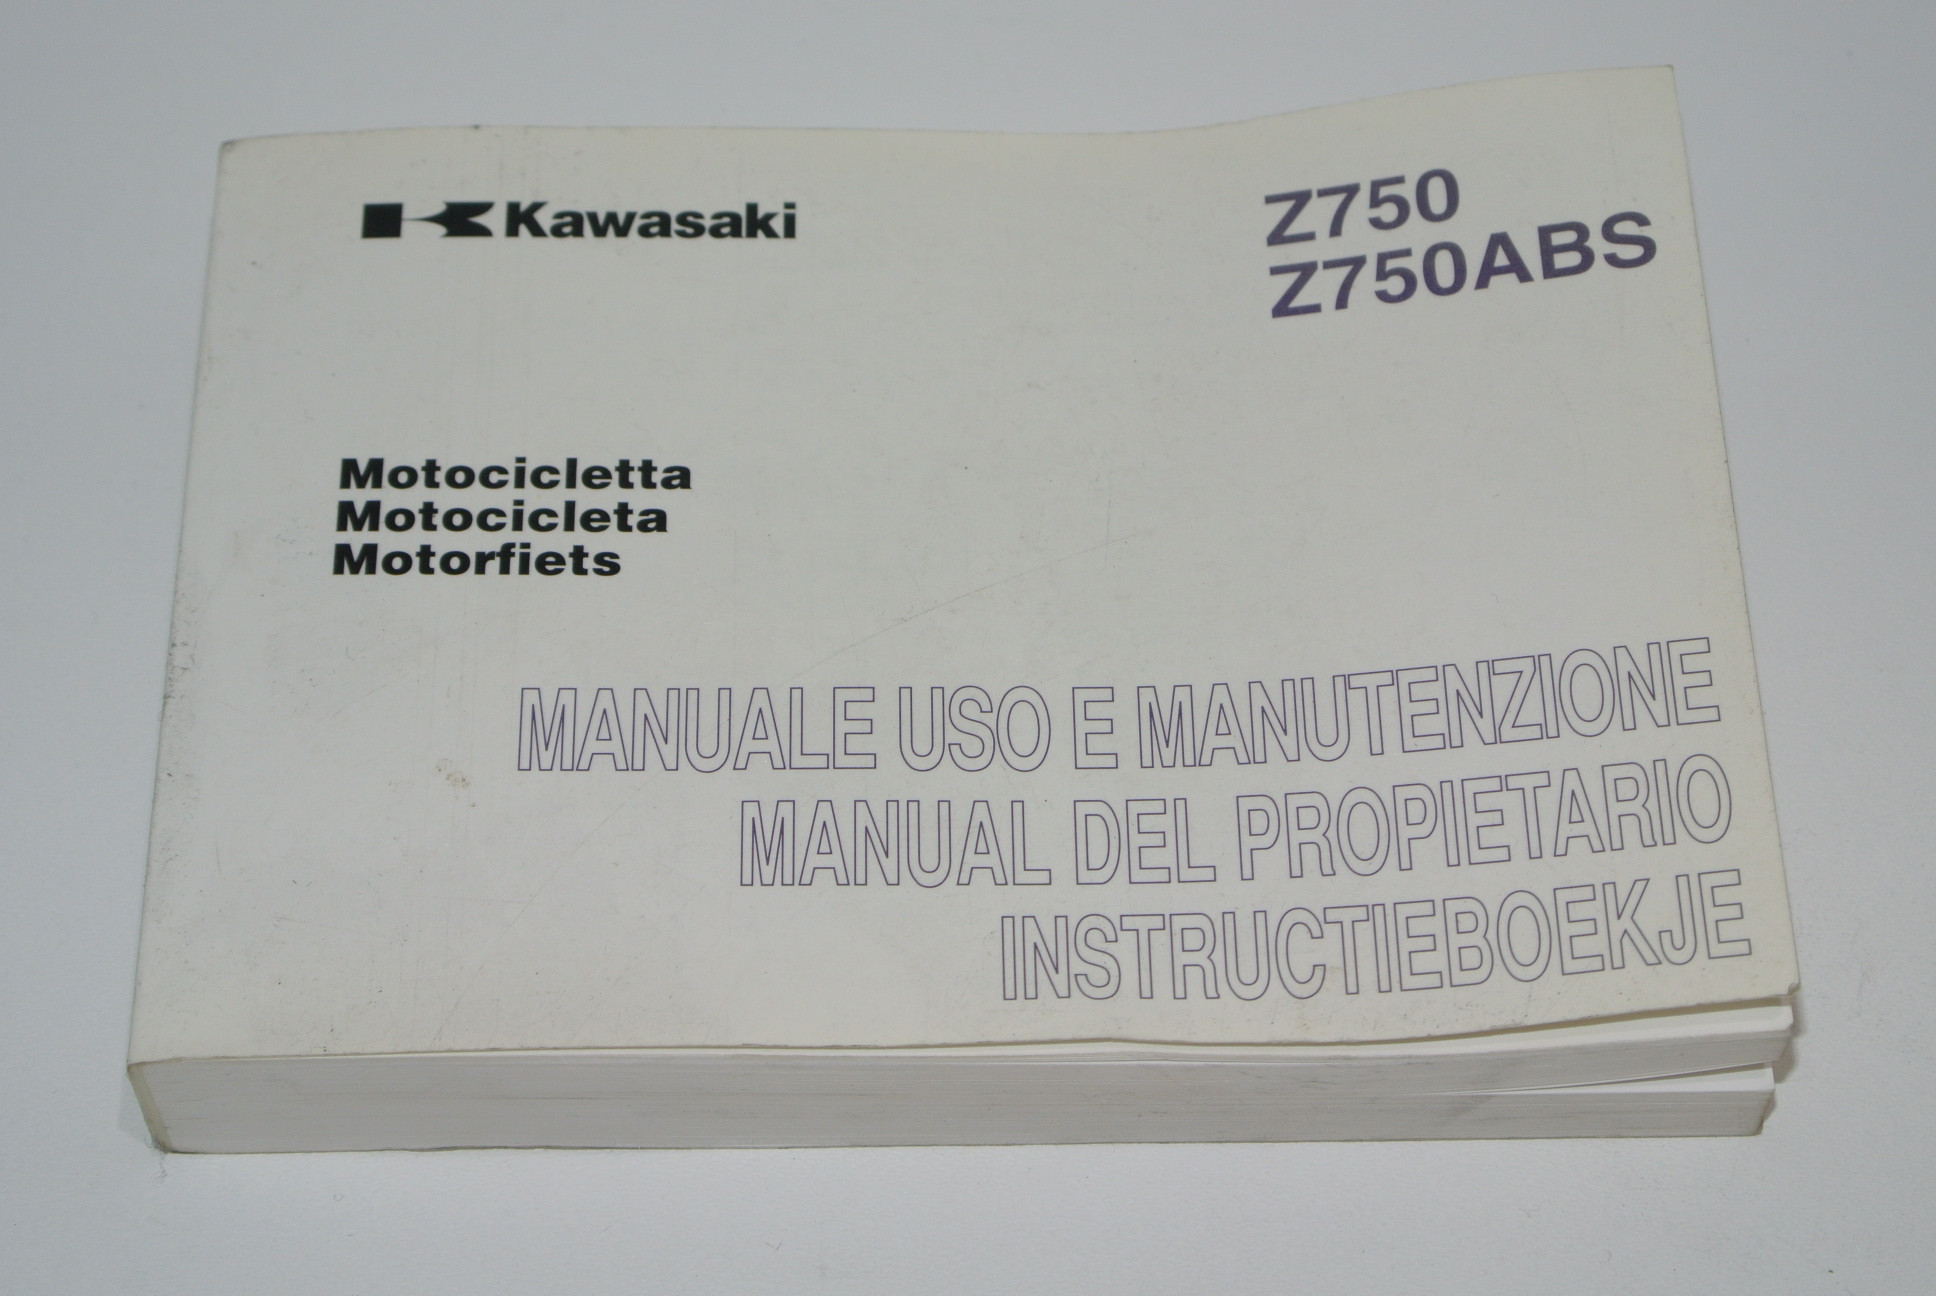 Kawasaki
Z750
Z750ABS
Motocicletta
Motocicleta
Motorfiets
MANUALE USO E MANUTENZIONE
MANUAL DEL PROPIETARIO
INSTRUCTIEBOEKJE